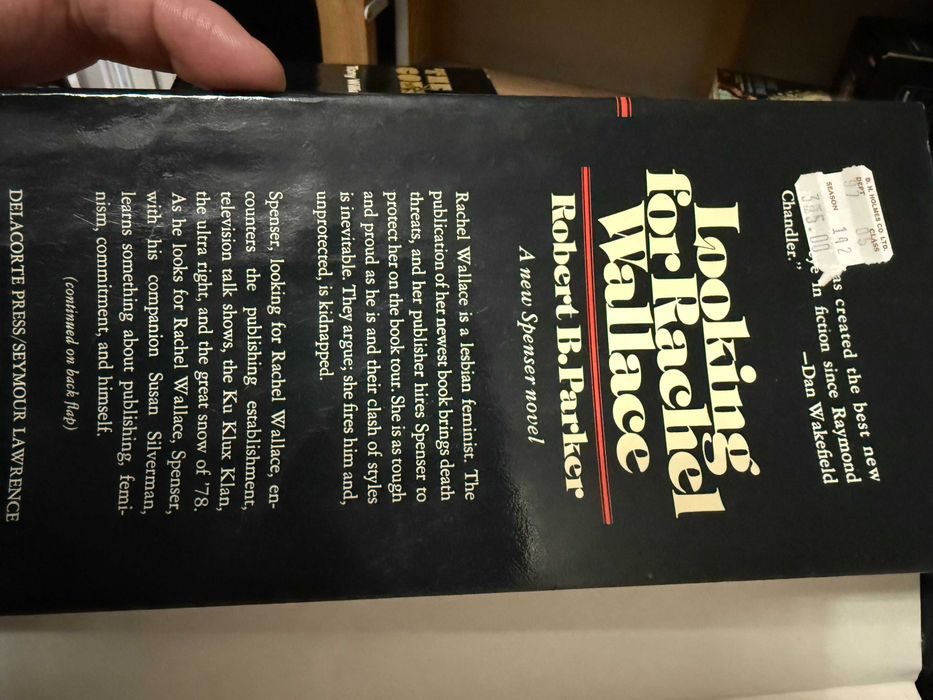 D. H. HOLMES CO. LTD.
DEPT CLASS
97 05
SEASON 142
as created the best new
ye in fiction since Raymond
Chandler.
—Dan Wakefield
Looking
for Rachel
Wallace
Robert B. Parker
A new Spenser novel
Rachel Wallace is a lesbian feminist. The
publication of her newest book brings death
threats, and her publisher hires Spenser to
protect her on the book tour. She is as tough
and proud as he is and their clash of styles
is inevitable. They argue; she fires him and,
unprotected, is kidnapped.
Spenser, looking for Rachel Wallace, en-
counters the publishing establishment,
television talk shows, the Ku Klux Klan,
the ultra right, and the great snow of '78.
As he looks for Rachel Wallace, Spenser,
with his companion Susan Silverman,
learns something about publishing, femi-
nism, commitment, and himself.
(continued on back flap)
DELACORTE PRESS/SEYMOUR LAWRENCE